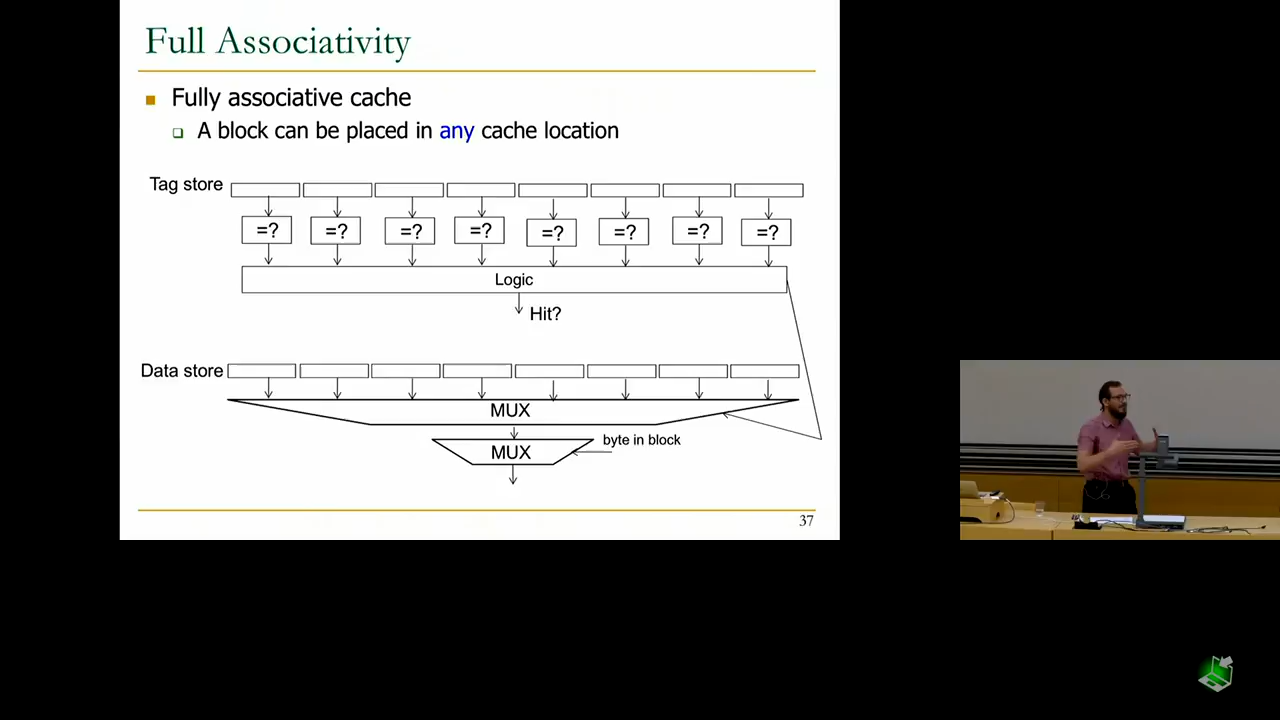 Full Associativity
Fully associative cache
A block can be placed in any cache location
Tag store
=? =? =? =? =? =? =? =?
Logic
Hit?
Data store
MUX
byte in block
MUX
37